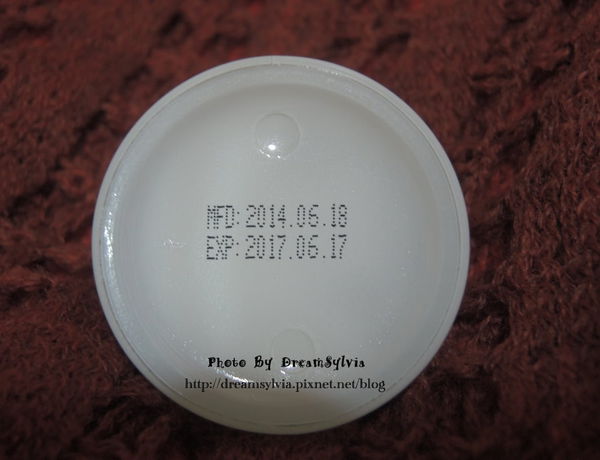 MFD: 2014.06.18
EXP: 2017.06.17
Photo By DreamSylvia
http://dreamsylvia.pixnet.net/blog